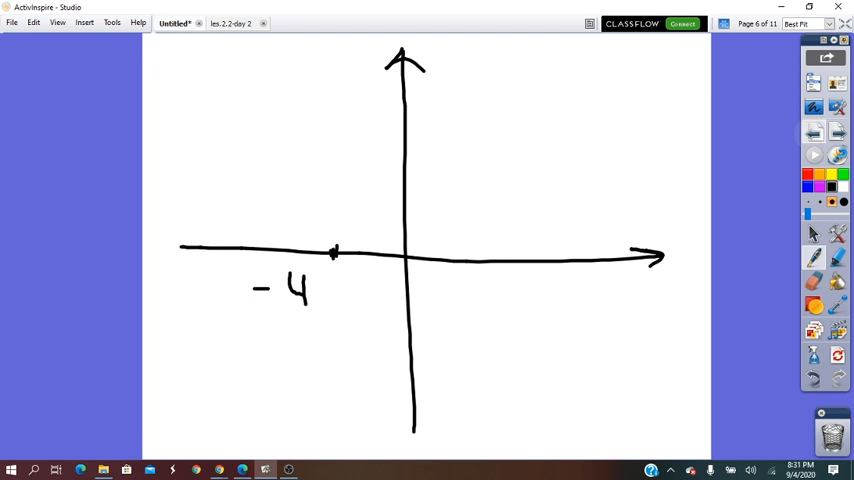 ActivInspire - Studio
File Edit View Insert Tools Help
Untitled* les.2.2-day 2
CLASSFLOW Connect
Page 6 of 11
Best Fit
- 4
8:31 PM
9/4/2020